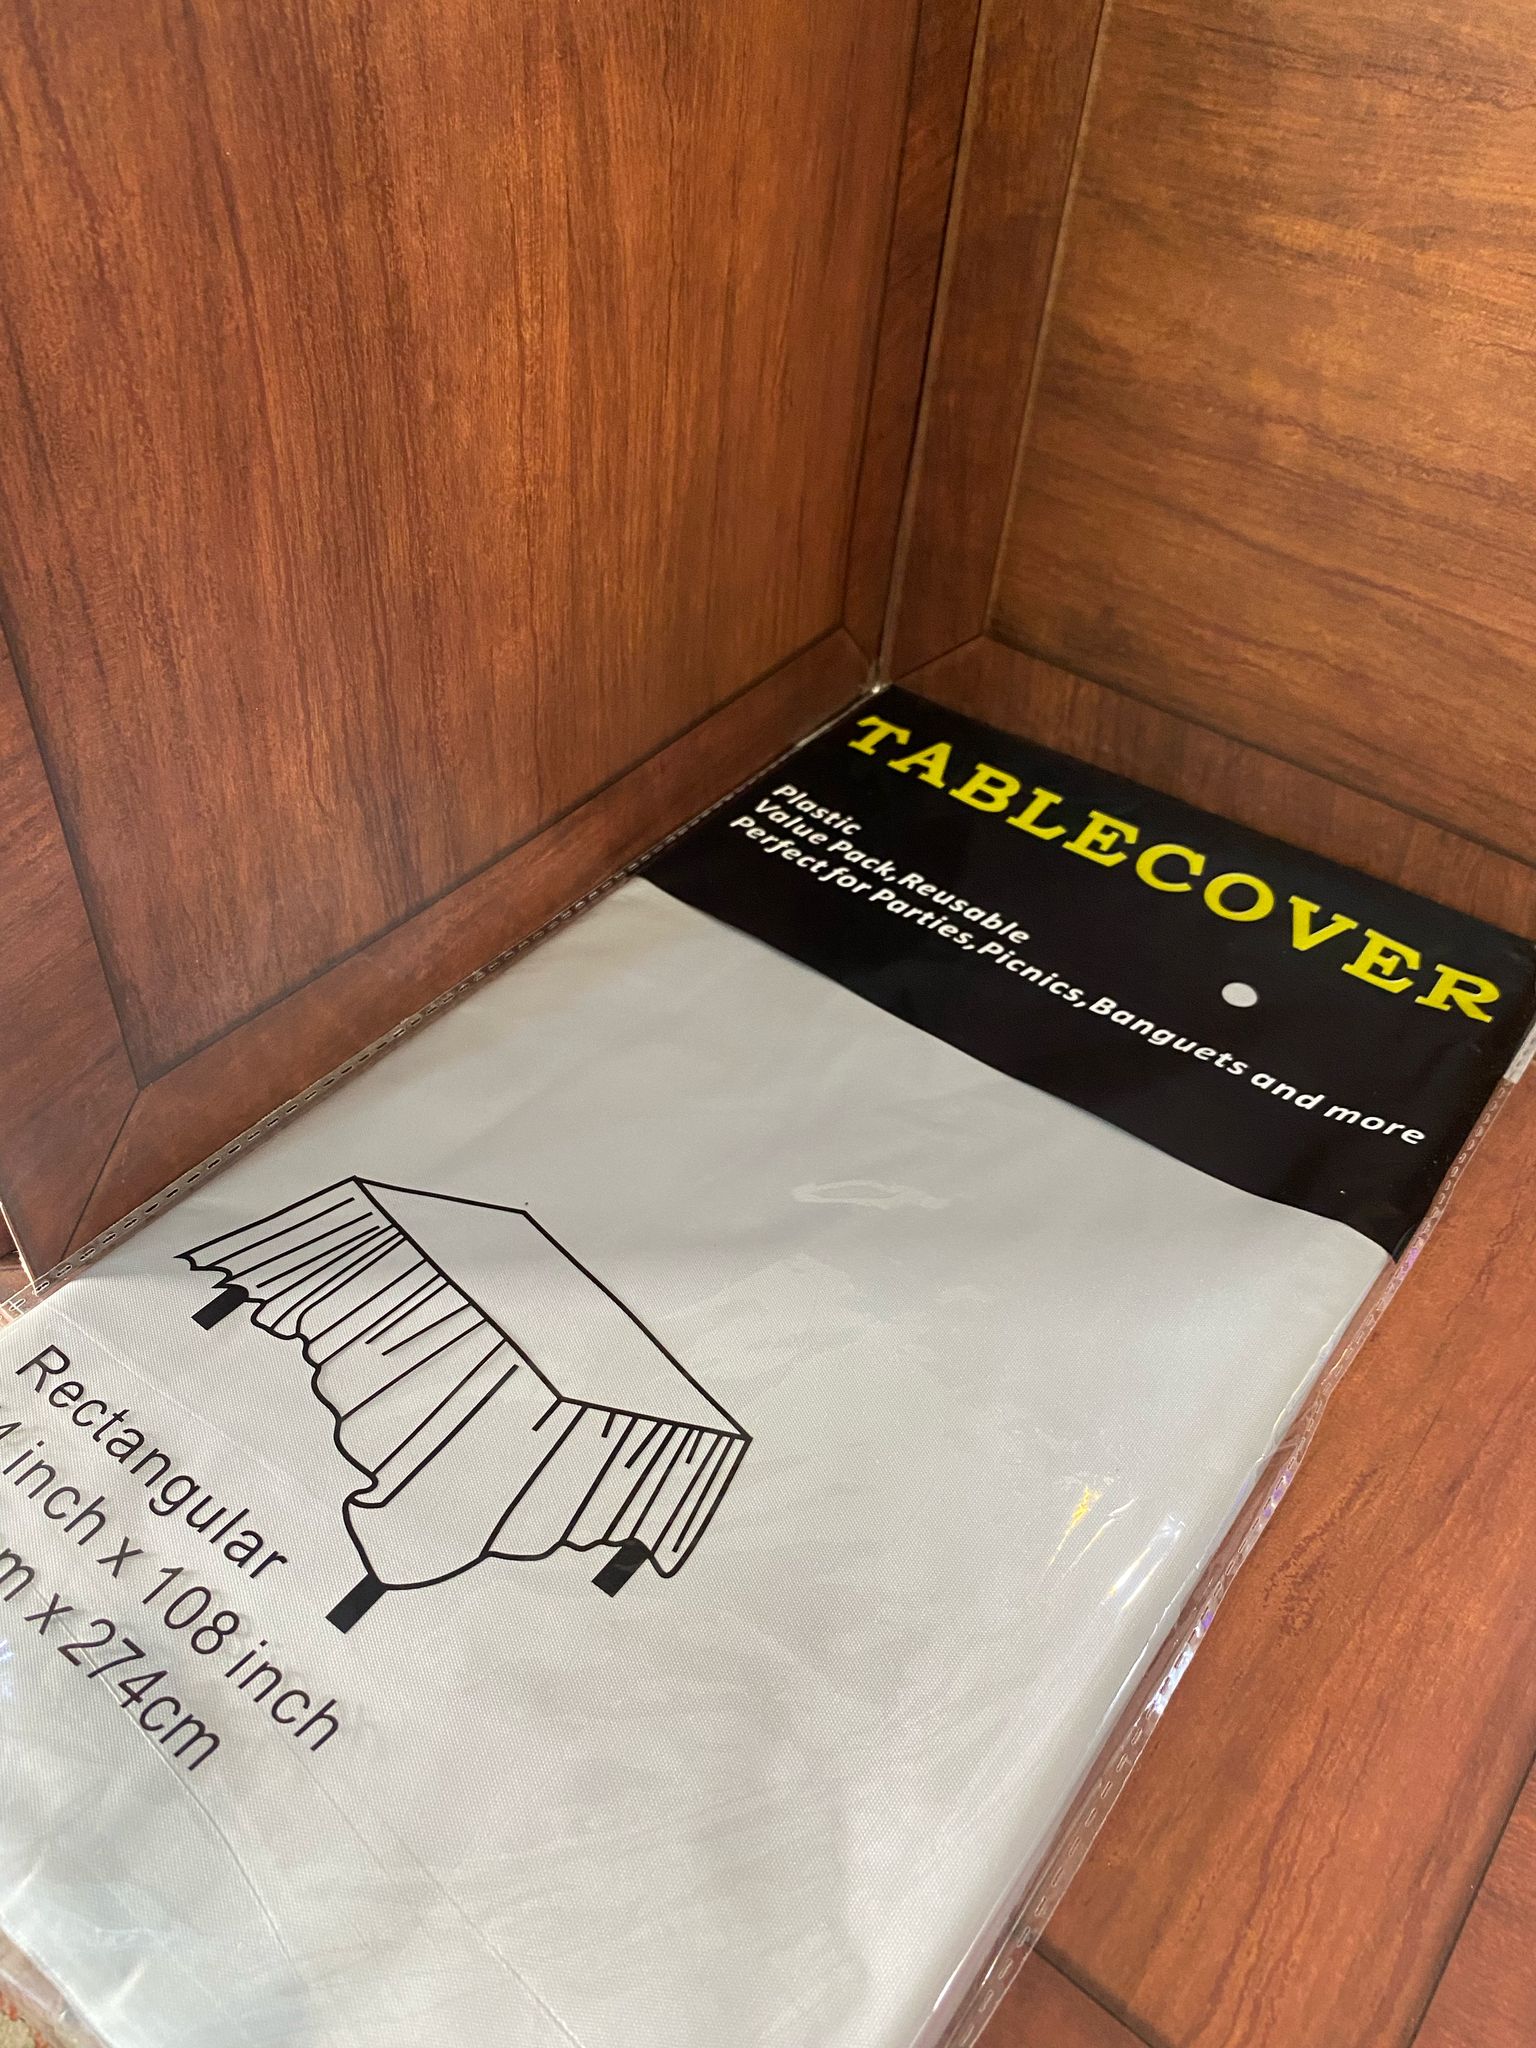 TABLECOVER
Plastic
Value Pack, Reusable
Perfect for Parties, Picnics, Banguets and more
Rectangular
inch x 108 inch
x 274cm